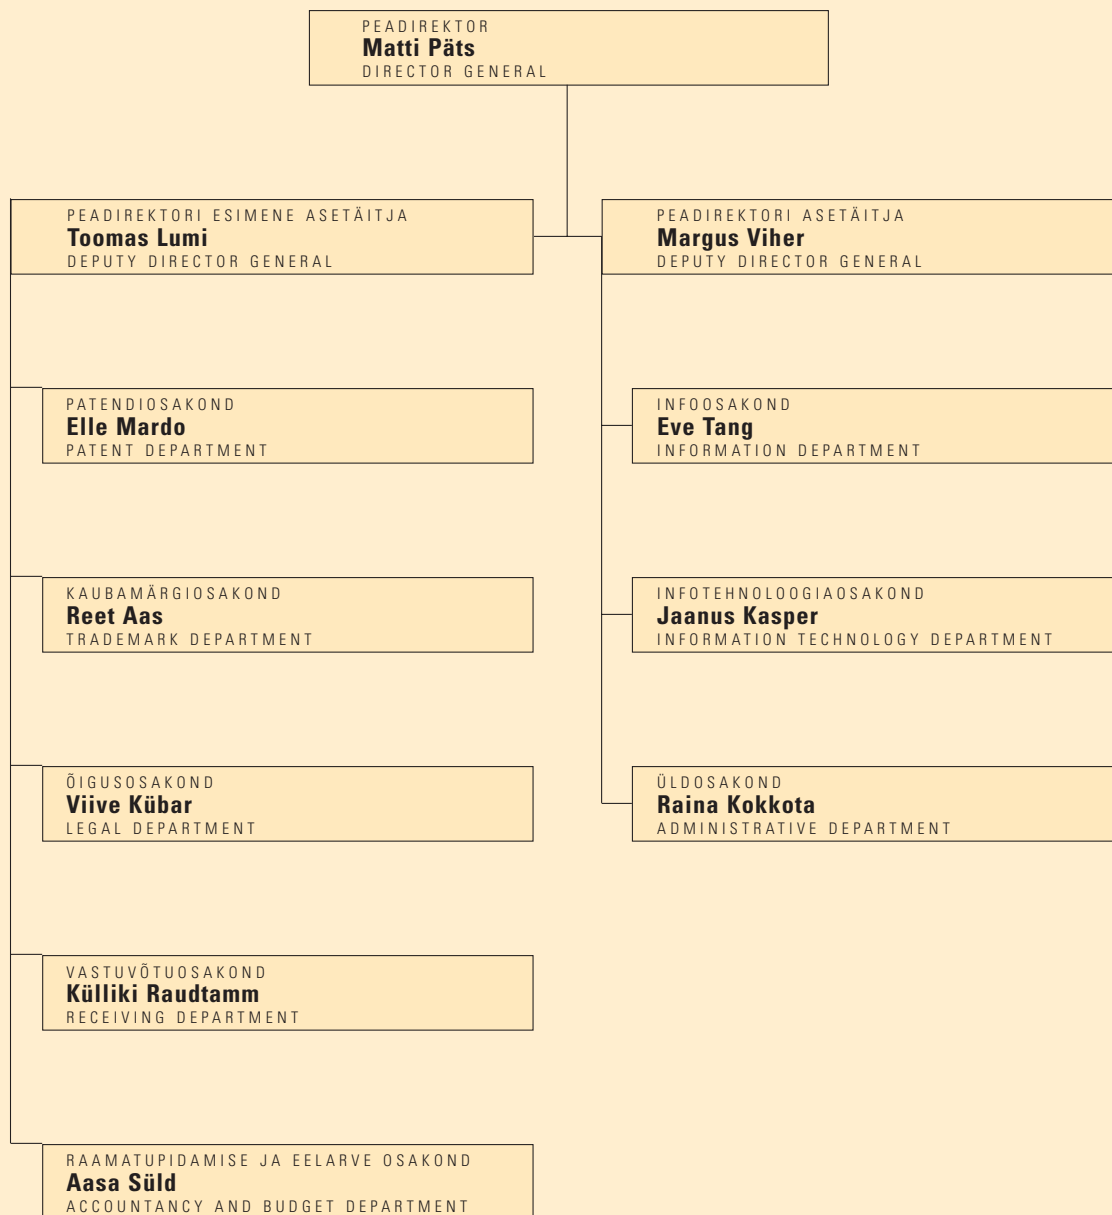 PEADIREKTOR
Matti Päts
DIRECTOR GENERAL
PEADIREKTORI ESIMENE ASETÄITJA
Toomas Lumi
DEPUTY DIRECTOR GENERAL
PEADIREKTORI ASETÄITJA
Margus Viher
DEPUTY DIRECTOR GENERAL
PATENDIOSAKOND
Elle Mardo
PATENT DEPARTMENT
INFOOSAKOND
Eve Tang
INFORMATION DEPARTMENT
KAUBAMÄRGIOSAKOND
Reet Aas
TRADEMARK DEPARTMENT
INFOTEHNOLOOGIAOSAKOND
Jaanus Kasper
INFORMATION TECHNOLOGY DEPARTMENT
ÕIGUSOSAKOND
Viive Kübar
LEGAL DEPARTMENT
ÜLDOSAKOND
Raina Kokkota
ADMINISTRATIVE DEPARTMENT
VASTUVÕTUOSAKOND
Külliki Raudtamm
RECEIVING DEPARTMENT
RAAMATUPIDAMISE JA EELARVE OSAKOND
Aasa Süld
ACCOUNTANCY AND BUDGET DEPARTMENT